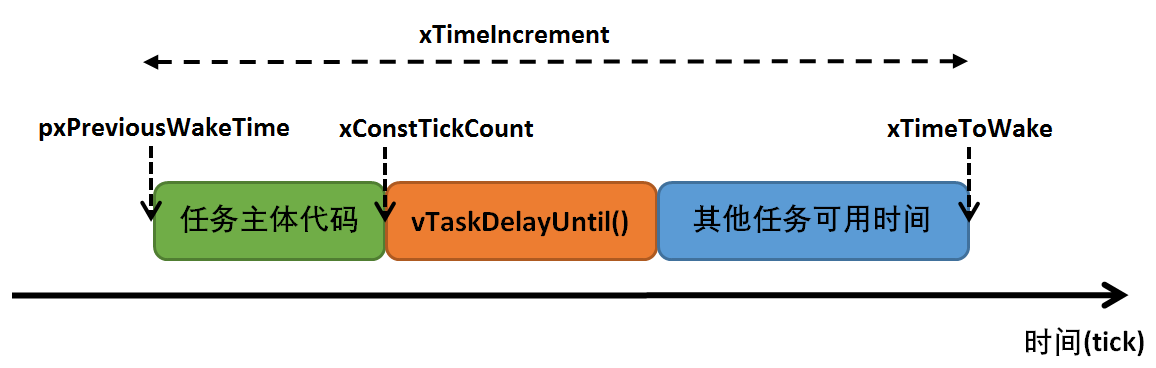 xTimeIncrement
pxPreviousWakeTime
xConstTickCount
xTimeToWake
任务主体代码
vTaskDelayUntil()
其他任务可用时间
时间(tick)